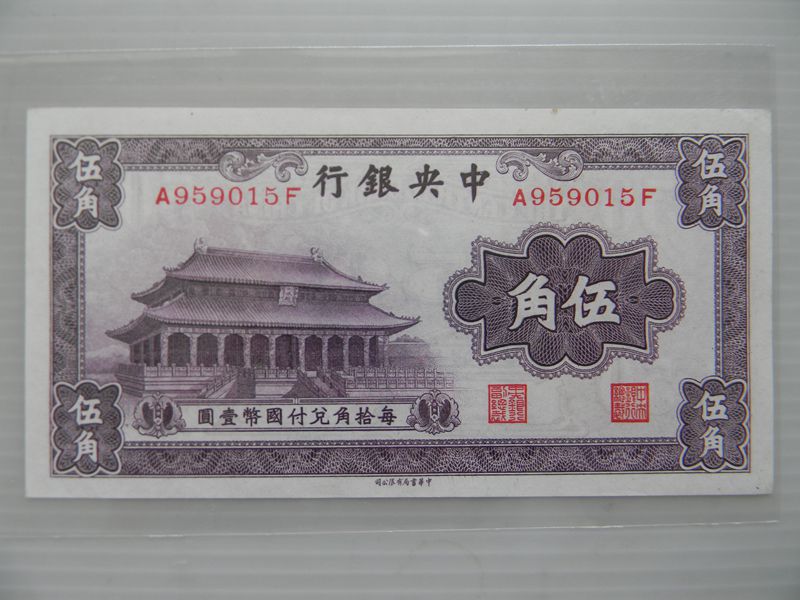 伍角
伍角
中央銀行
A959015F
A959015F
伍角
每拾角兌付國幣壹圓
伍角
伍角
中華書局有限公司